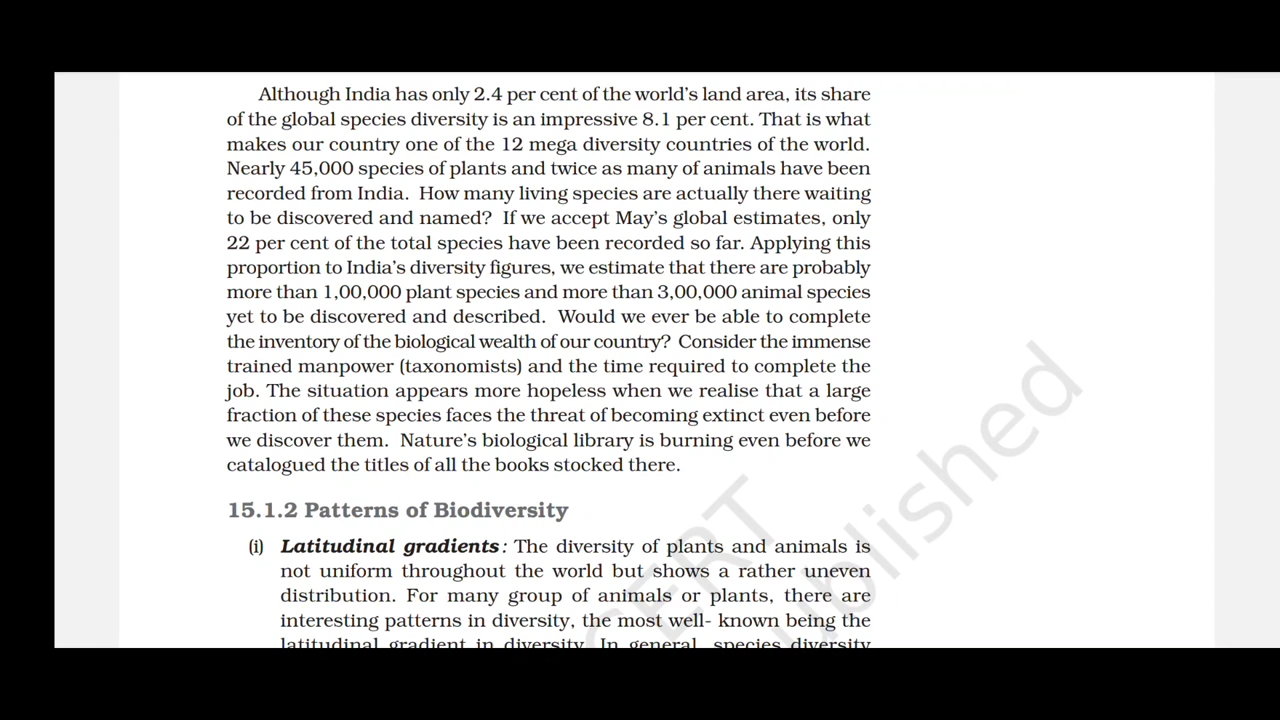 Although India has only 2.4 per cent of the world's land area, its share
of the global species diversity is an impressive 8.1 per cent. That is what
makes our country one of the 12 mega diversity countries of the world.
Nearly 45,000 species of plants and twice as many of animals have been
recorded from India. How many living species are actually there waiting
to be discovered and named? If we accept May's global estimates, only
22 per cent of the total species have been recorded so far. Applying this
proportion to India's diversity figures, we estimate that there are probably
more than 1,00,000 plant species and more than 3,00,000 animal species
yet to be discovered and described. Would we ever be able to complete
the inventory of the biological wealth of our country? Consider the immense
trained manpower (taxonomists) and the time required to complete the
job. The situation appears more hopeless when we realise that a large
fraction of these species faces the threat of becoming extinct even before
we discover them. Nature's biological library is burning even before we
catalogued the titles of all the books stocked there.
15.1.2 Patterns of Biodiversity
(i) Latitudinal gradients: The diversity of plants and animals is
not uniform throughout the world but shows a rather uneven
distribution. For many group of animals or plants, there are
interesting patterns in diversity, the most well- known being the
latitudinal gradient in diversity. In general, species diversity